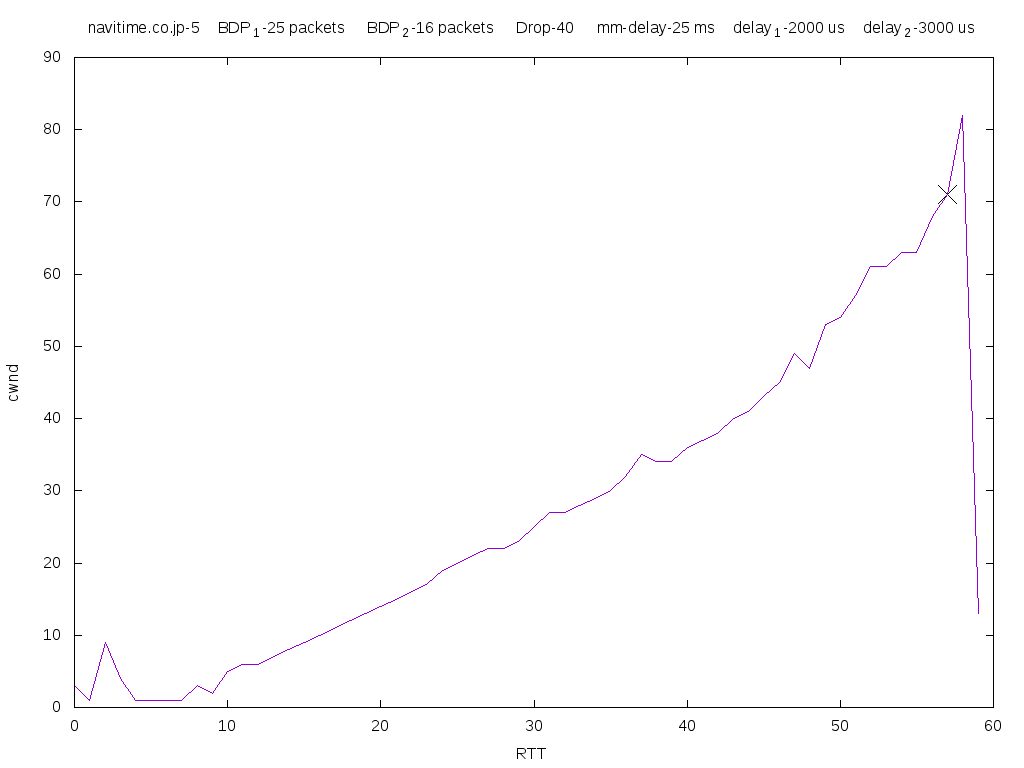 navitime.co.jp-5 BDP1-25 packets BDP2-16 packets Drop-40 mm-delay-25 ms delay1-2000 us delay2-3000 us
90
80
70
60
50
40
30
20
10
0
cwnd
0 10 20 30 40 50 60
RTT